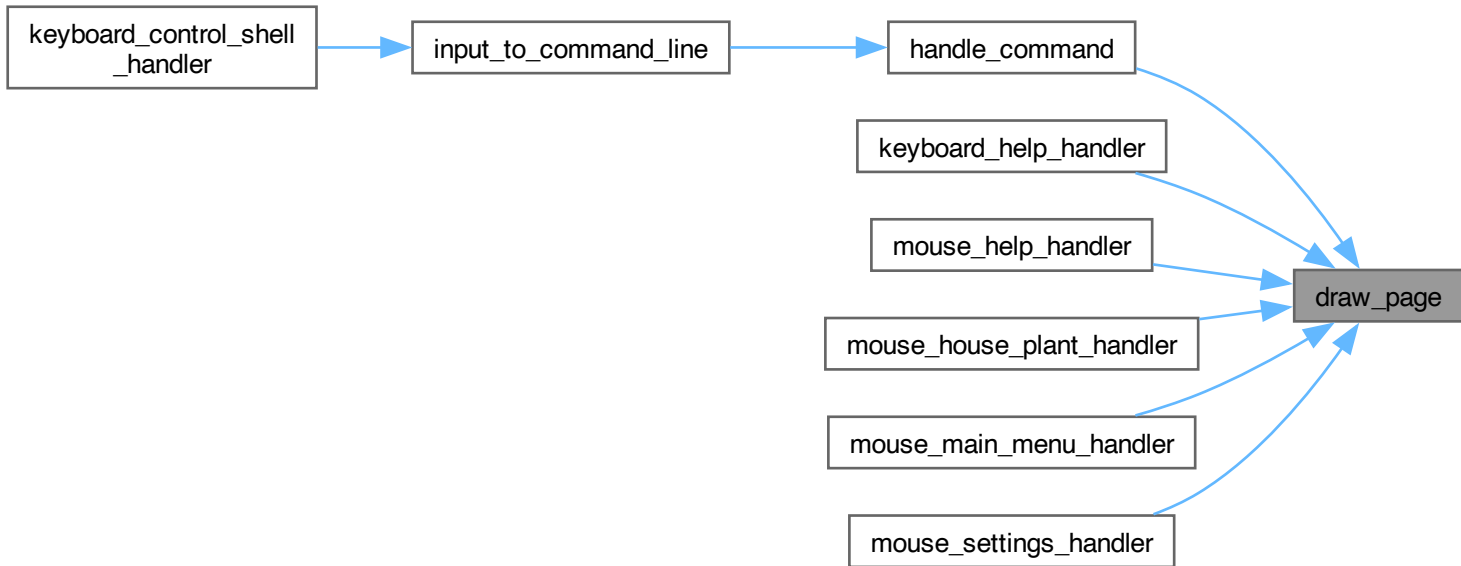 keyboard_control_shell
_handler
input_to_command_line
handle_command
keyboard_help_handler
mouse_help_handler
draw_page
mouse_house_plant_handler
mouse_main_menu_handler
mouse_settings_handler